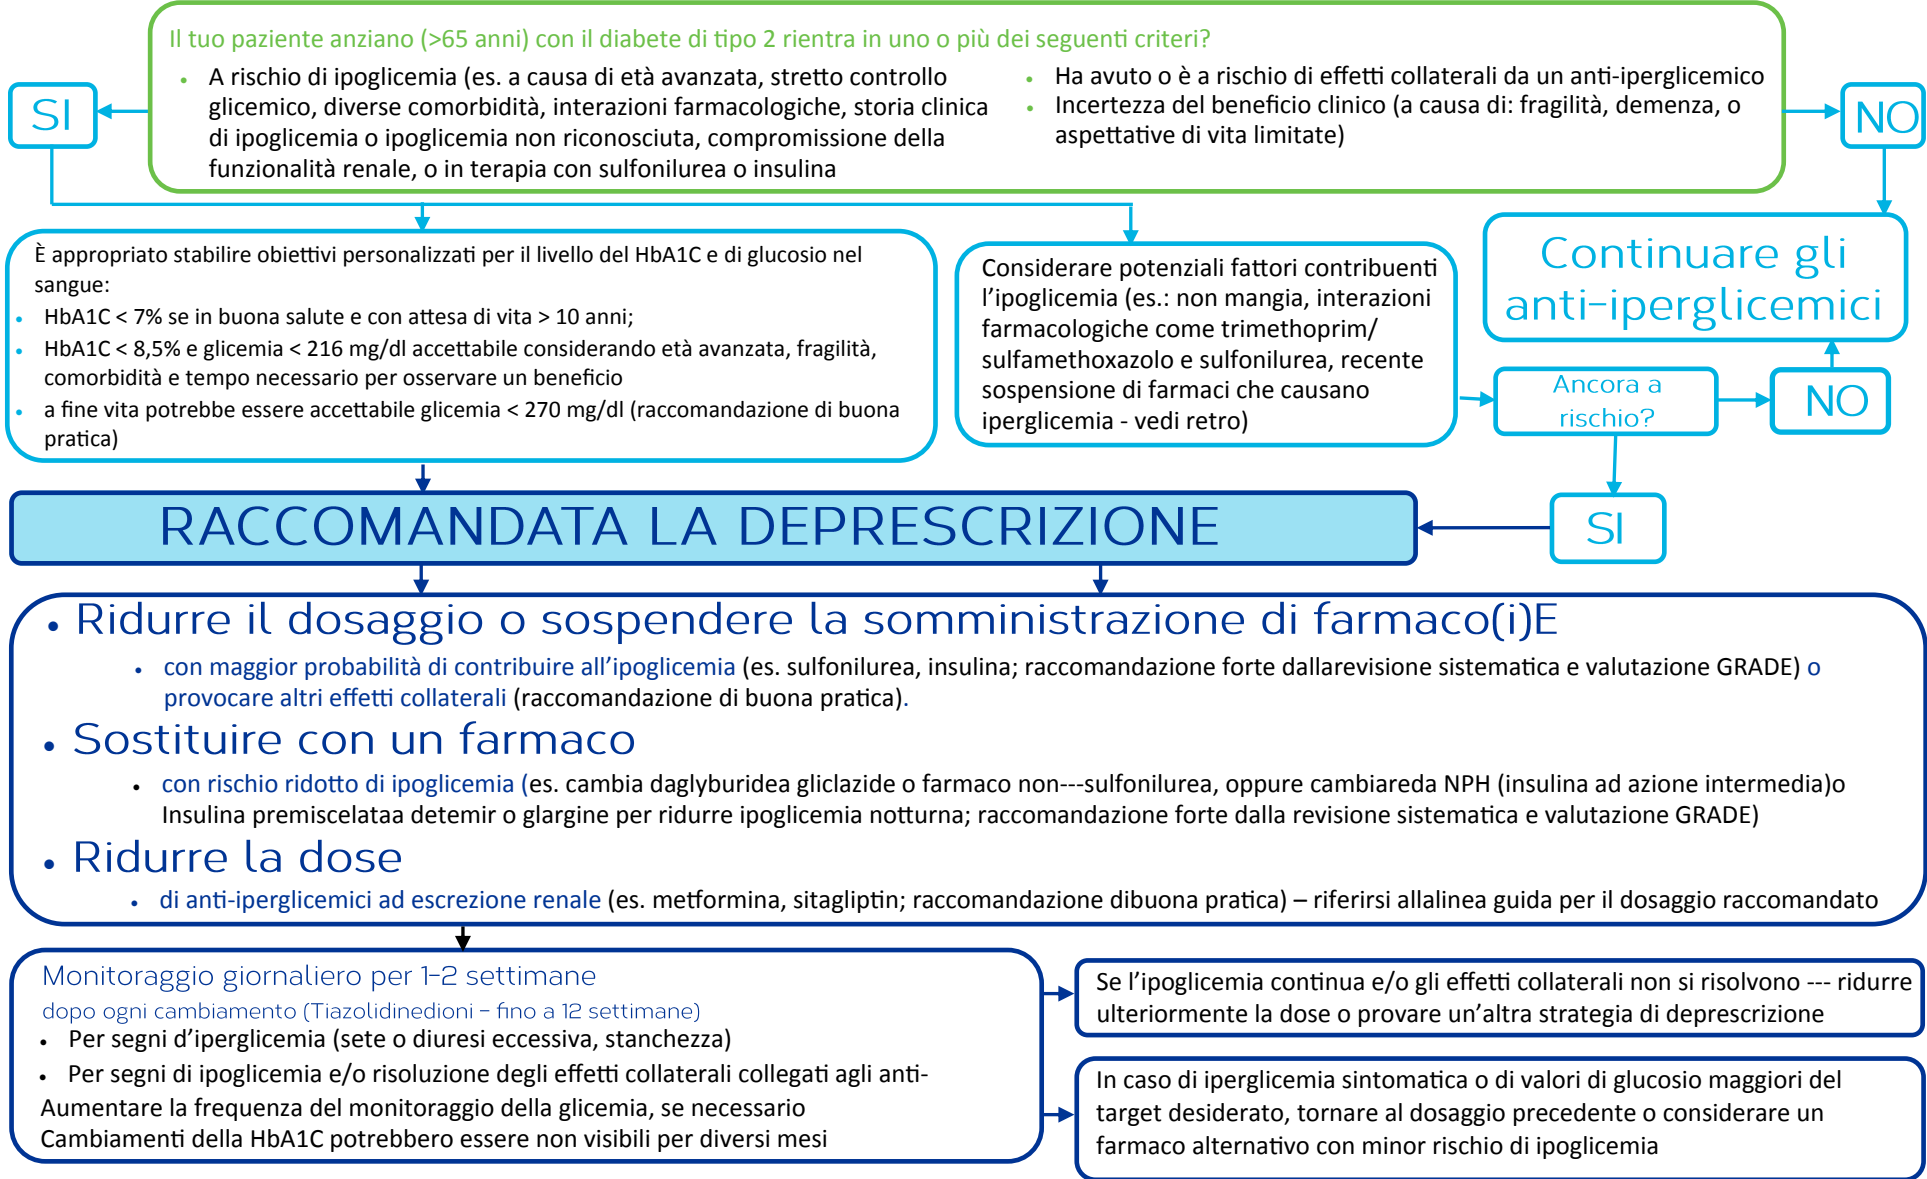 Il tuo paziente anziano (>65 anni) con il diabete di tipo 2 rientra in uno o più dei seguenti criteri?
• A rischio di ipoglicemia (es. a causa di età avanzata, stretto controllo
glicemico, diverse comorbidità, interazioni farmacologiche, storia clinica
di ipoglicemia o ipoglicemia non riconosciuta, compromissione della
funzionalità renale, o in terapia con sulfonilurea o insulina
• Ha avuto o è a rischio di effetti collaterali da un anti-iperglicemico
• Incertezza del beneficio clinico (a causa di: fragilità, demenza, o
aspettative di vita limitate)
SI
NO
È appropriato stabilire obiettivi personalizzati per il livello del HbA1C e di glucosio nel
sangue:
• HbA1C < 7% se in buona salute e con attesa di vita > 10 anni;
• HbA1C < 8,5% e glicemia < 216 mg/dl accettabile considerando età avanzata, fragilità,
comorbidità e tempo necessario per osservare un beneficio
• a fine vita potrebbe essere accettabile glicemia < 270 mg/dl (raccomandazione di buona
pratica)
Considerare potenziali fattori contribuenti
l'ipoglicemia (es.: non mangia, interazioni
farmacologiche come trimethoprim/
sulfamethoxazolo e sulfonilurea, recente
sospensione di farmaci che causano
iperglicemia - vedi retro)
Continuare gli
anti-iperglicemici
Ancora a
rischio?
NO
SI
RACCOMANDATA LA DEPRESCRIZIONE
• Ridurre il dosaggio o sospendere la somministrazione di farmaco(i)E
• con maggior probabilità di contribuire all'ipoglicemia (es. sulfonilurea, insulina; raccomandazione forte dallarevisione sistematica e valutazione GRADE) o
provocare altri effetti collaterali (raccomandazione di buona pratica).
• Sostituire con un farmaco
• con rischio ridotto di ipoglicemia (es. cambia daglyburidea gliclazide o farmaco non---sulfonilurea, oppure cambiareda NPH (insulina ad azione intermedia)o
Insulina premiscelataa detemir o glargine per ridurre ipoglicemia notturna; raccomandazione forte dalla revisione sistematica e valutazione GRADE)
• Ridurre la dose
• di anti-iperglicemici ad escrezione renale (es. metformina, sitagliptin; raccomandazione dibuona pratica) – riferirsi allalinea guida per il dosaggio raccomandato
Monitoraggio giornaliero per 1-2 settimane
dopo ogni cambiamento (Tiazolidinedioni – fino a 12 settimane)
• Per segni d'iperglicemia (sete o diuresi eccessiva, stanchezza)
• Per segni di ipoglicemia e/o risoluzione degli effetti collaterali collegati agli anti-
Aumentare la frequenza del monitoraggio della glicemia, se necessario
Cambiamenti della HbA1C potrebbero essere non visibili per diversi mesi
Se l'ipoglicemia continua e/o gli effetti collaterali non si risolvono --- ridurre
ulteriormente la dose o provare un'altra strategia di deprescrizione
In caso di iperglicemia sintomatica o di valori di glucosio maggiori del
target desiderato, tornare al dosaggio precedente o considerare un
farmaco alternativo con minor rischio di ipoglicemia